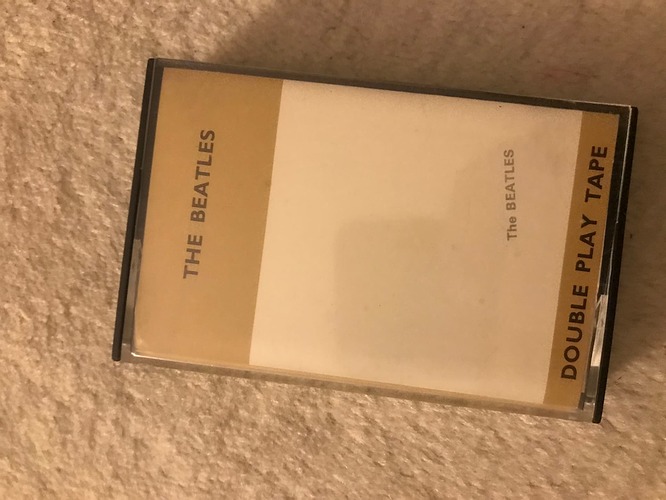 THE BEATLES
The BEATLES
DOUBLE PLAY TAPE